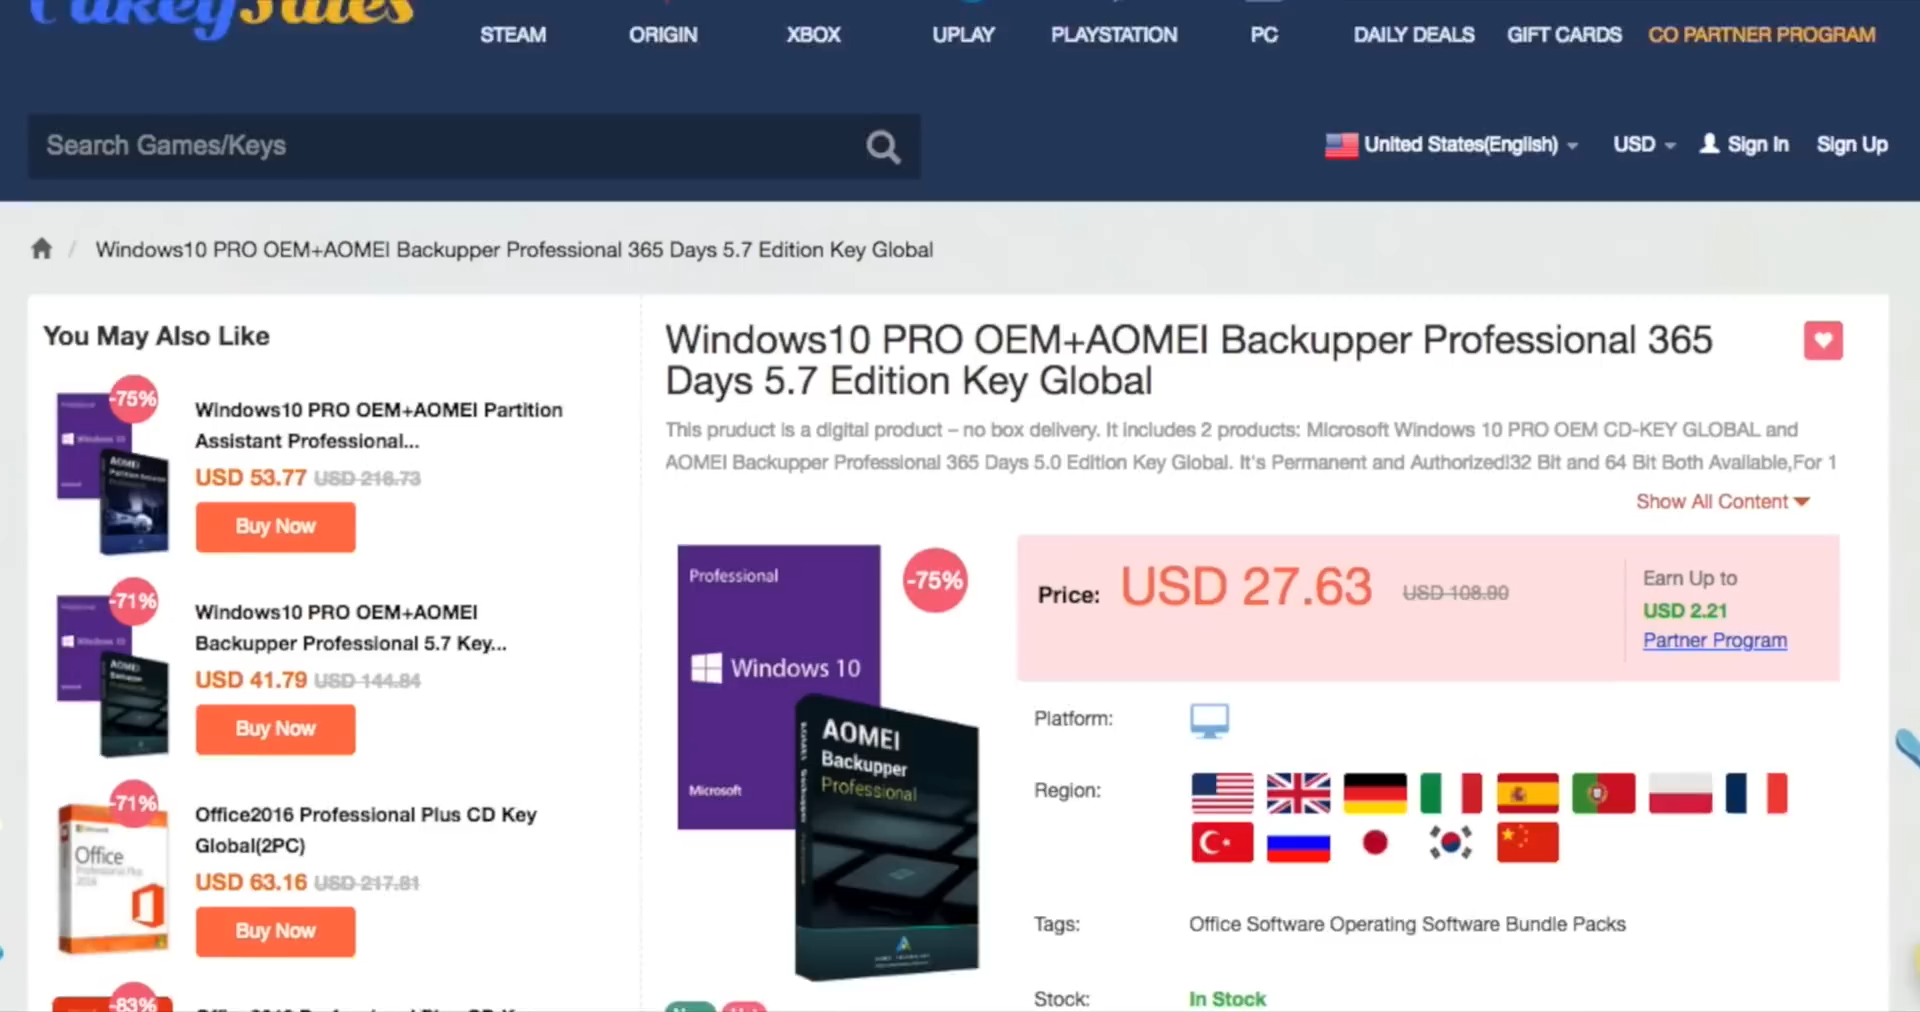 STEAM ORIGIN XBOX UPLAY PLAYSTATION PC DAILY DEALS GIFT CARDS CO PARTNER PROGRAM
Search Games/Keys
United States(English) USD Sign In Sign Up
/ Windows10 PRO OEM+AOMEI Backupper Professional 365 Days 5.7 Edition Key Global
You May Also Like
-75%
Windows10 PRO OEM+AOMEI Partition
Assistant Professional...
USD 53.77 USD 216.73
Buy Now
-71%
Windows10 PRO OEM+AOMEI
Backupper Professional 5.7 Key...
USD 41.79 USD 144.84
Buy Now
-71%
Office
Office2016 Professional Plus CD Key
Global(2PC)
USD 63.16 USD 217.81
Buy Now
-83%
Windows10 PRO OEM+AOMEI Backupper Professional 365
Days 5.7 Edition Key Global
This pruduct is a digital product – no box delivery. It includes 2 products: Microsoft Windows 10 PRO OEM CD-KEY GLOBAL and
AOMEI Backupper Professional 365 Days 5.0 Edition Key Global. It's Permanent and Authorized!32 Bit and 64 Bit Both Available,For 1
Show All Content
Professional
Windows 10
Microsoft
AOMEI
Backupper
Professional
-75%
Price: USD 27.63 USD 108.90
Earn Up to
USD 2.21
Partner Program
Platform:
Region:
Tags: Office Software Operating Software Bundle Packs
Stock: In Stock